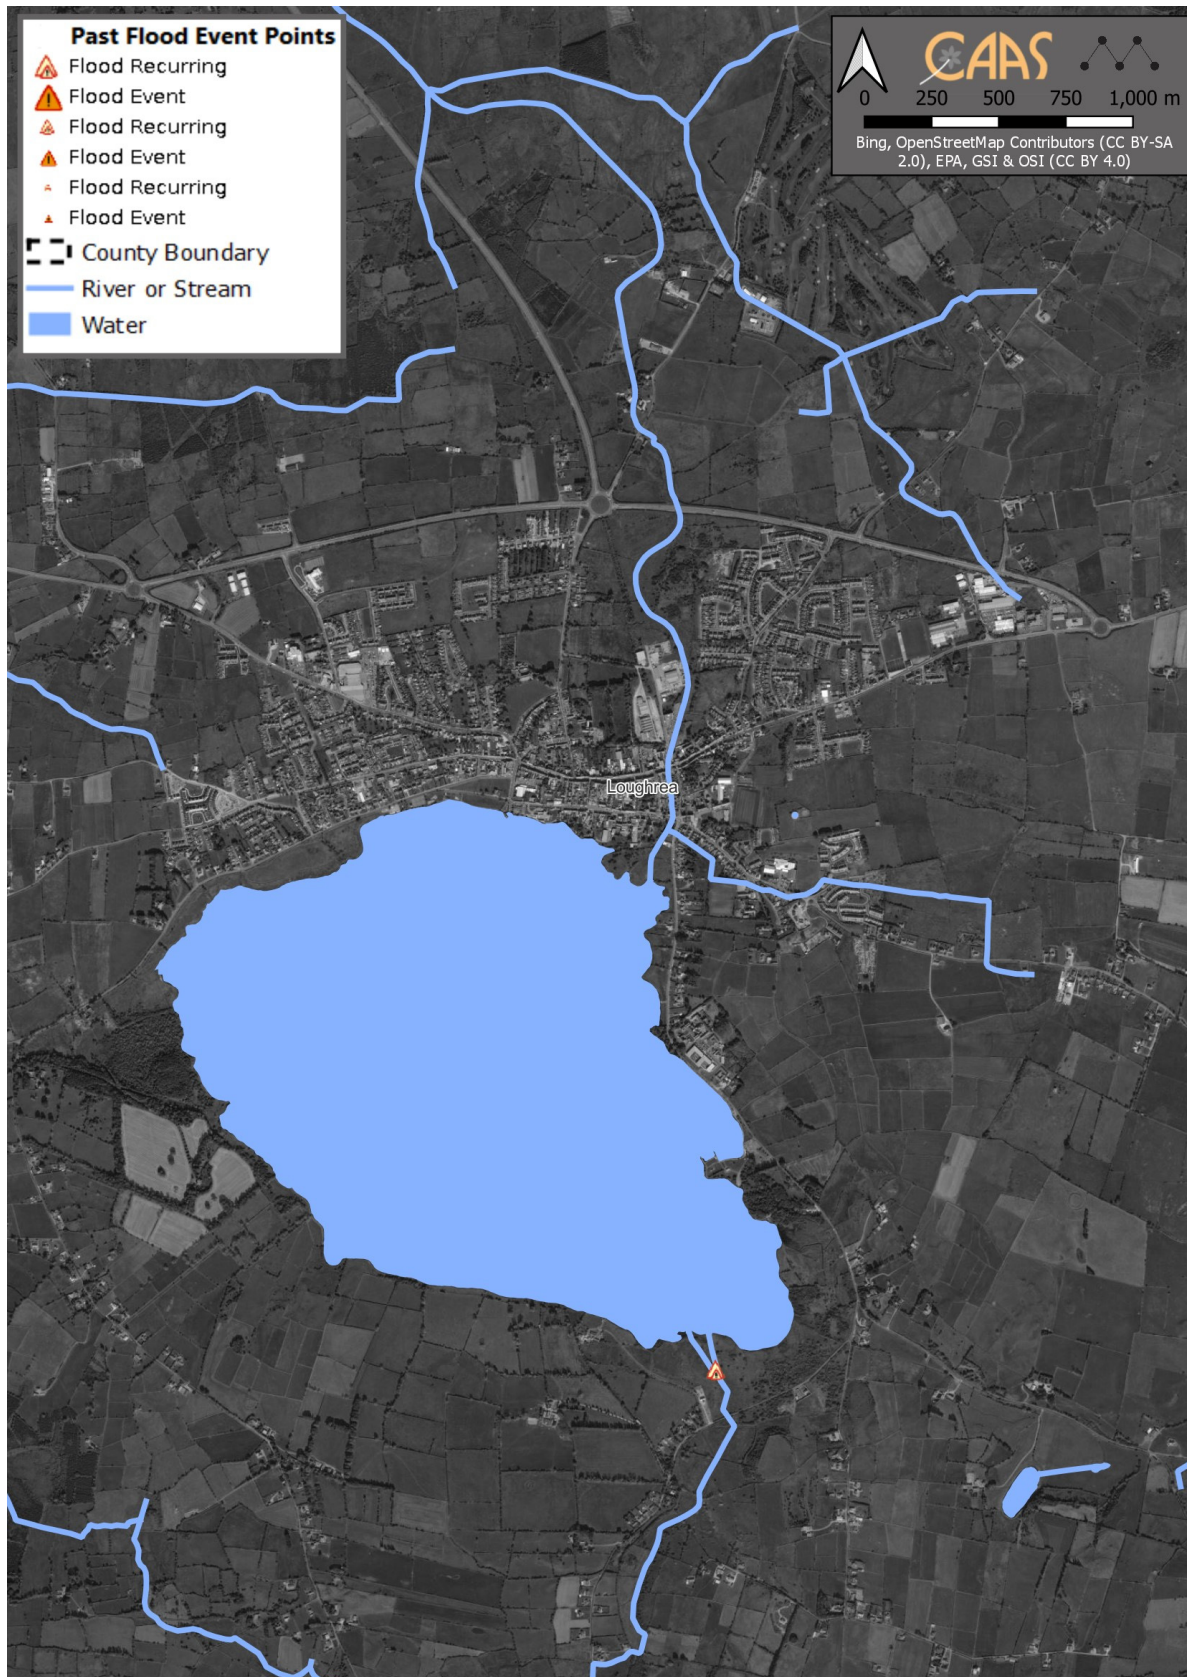 Past Flood Event Points
Flood Recurring
Flood Event
Flood Recurring
Flood Event
Flood Recurring
Flood Event
County Boundary
River or Stream
Water
CAAS
0 250 500 750 1,000 m
Bing, OpenStreetMap Contributors (CC BY-SA
2.0), EPA, GSI & OSI (CC BY 4.0)
Loughrea